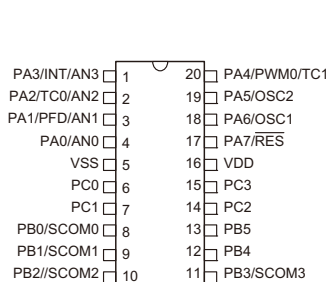 PA3/INT/AN3 1 20 PA4/PWM0/TC1
PA2/TC0/AN2 2 19 PA5/OSC2
PA1/PFD/AN1 3 18 PA6/OSC1
PA0/AN0 4 17 PA7/RES
VSS 5 16 VDD
PC0 6 15 PC3
PC1 7 14 PC2
PB0/SCOM0 8 13 PB5
PB1/SCOM1 9 12 PB4
PB2//SCOM2 10 11 PB3/SCOM3